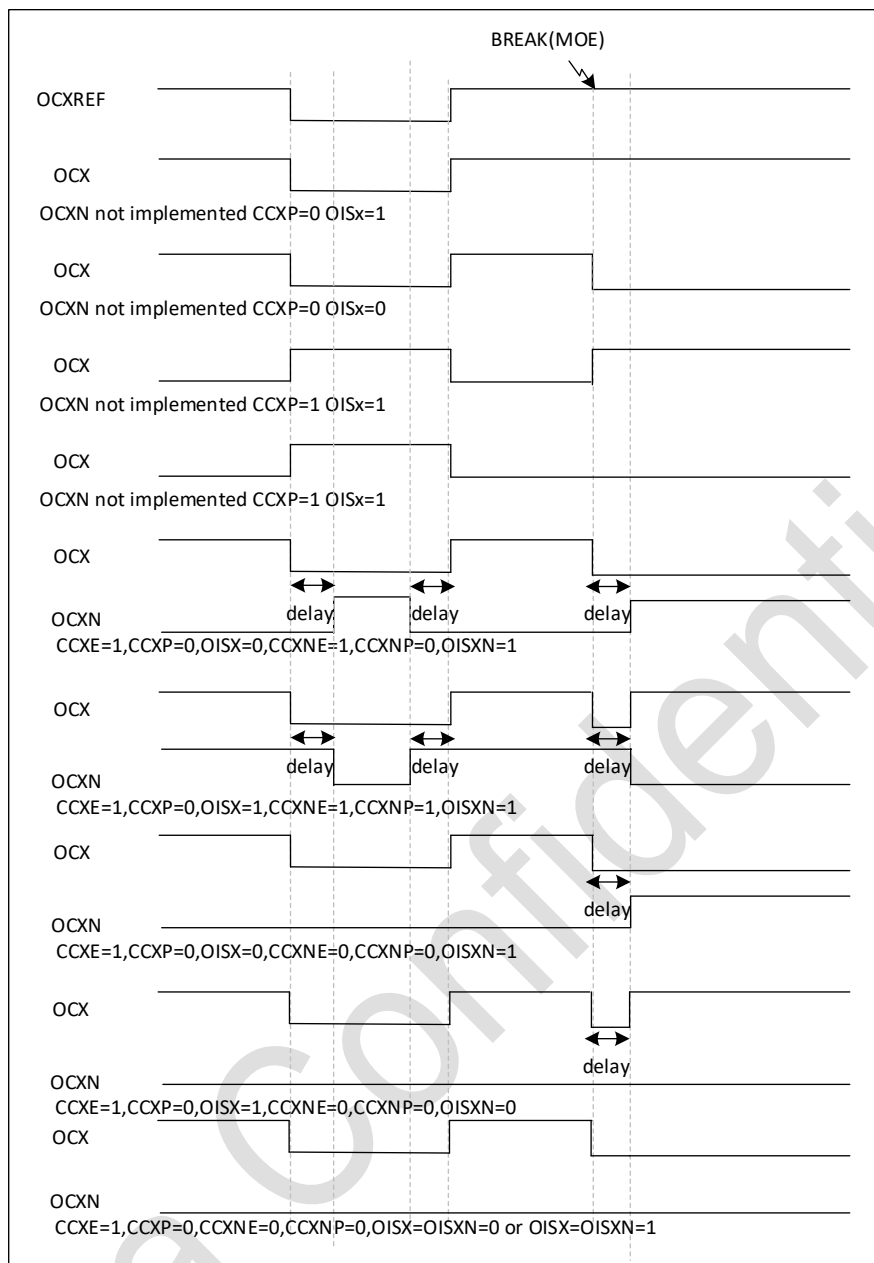 BREAK(MOE)
OCXREF
OCX
OCXN not implemented CCXP=0 OISx=1
OCX
OCXN not implemented CCXP=0 OISx=0
OCX
OCXN not implemented CCXP=1 OISx=1
OCX
OCXN not implemented CCXP=1 OISx=1
OCX
delay delay delay
OCXN
CCXE=1,CCXP=0,OISX=0,CCXNE=1,CCXNP=0,OISXN=1
OCX
delay delay delay
OCXN
CCXE=1,CCXP=0,OISX=1,CCXNE=1,CCXNP=1,OISXN=1
OCX
delay
OCXN
CCXE=1,CCXP=0,OISX=0,CCXNE=0,CCXNP=0,OISXN=1
OCX
delay
OCXN
CCXE=1,CCXP=0,OISX=1,CCXNE=0,CCXNP=0,OISXN=0
OCX
OCXN
CCXE=1,CCXP=0,CCXNE=0,CCXNP=0,OISX=OISXN=0 or OISX=OISXN=1
a Confidenti